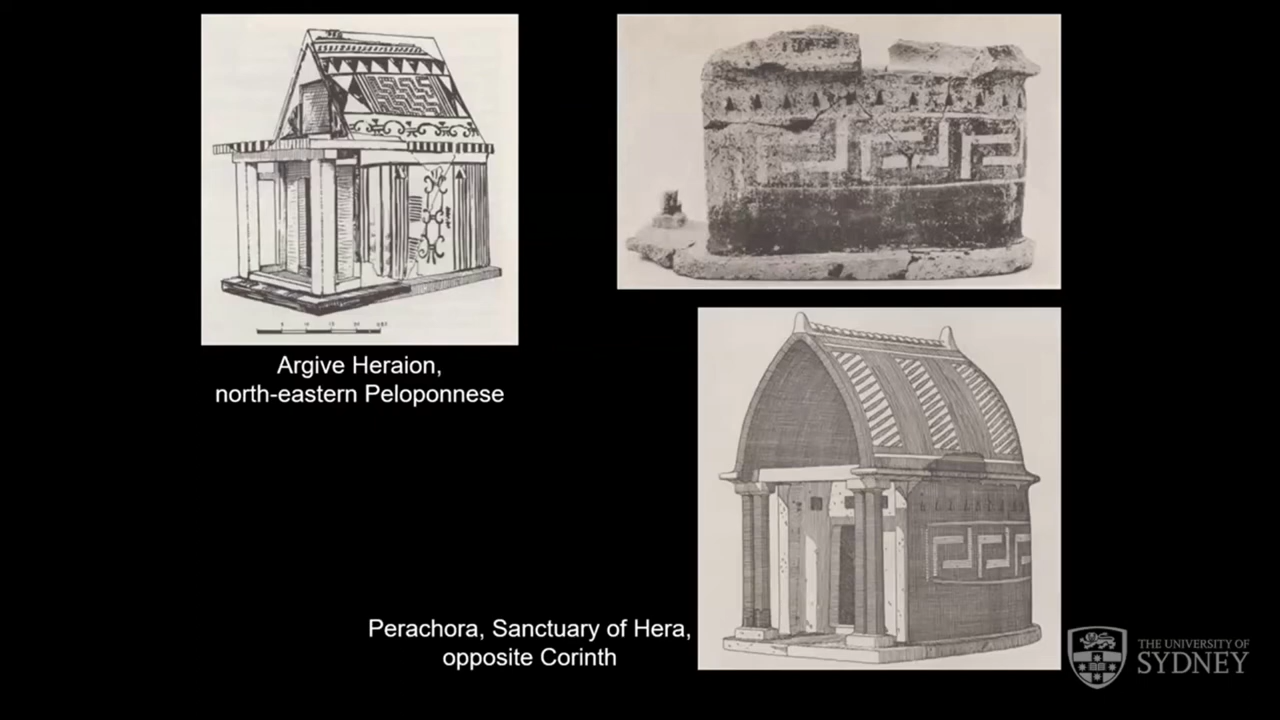 Argive Heraion,
north-eastern Peloponnese
Perachora, Sanctuary of Hera,
opposite Corinth
THE UNIVERSITY OF
SYDNEY